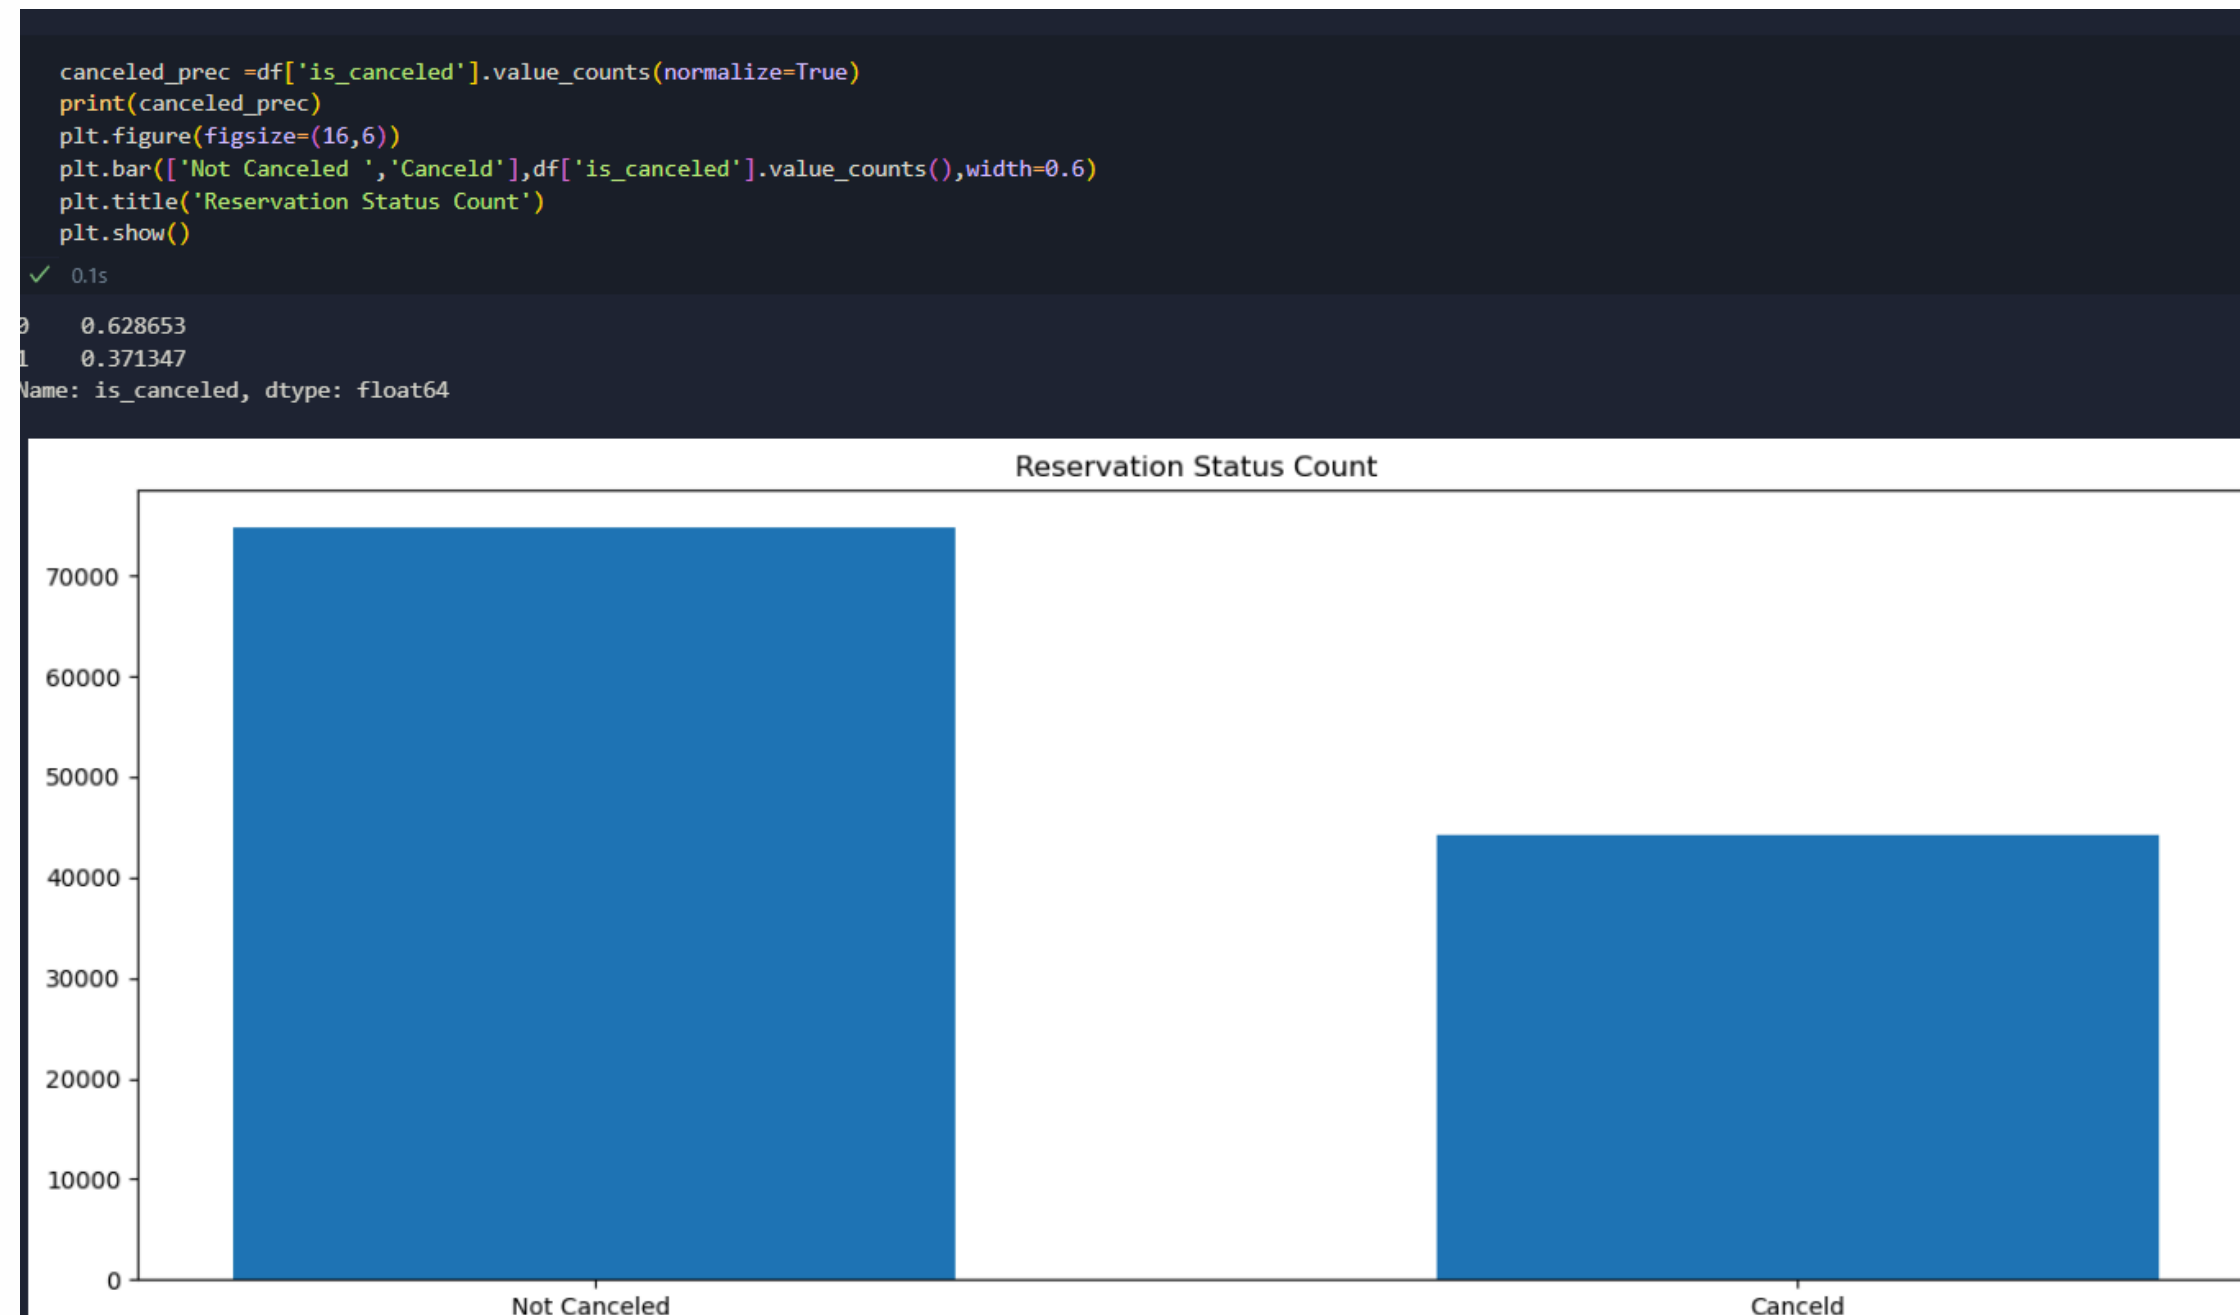 canceled_prec =df['is_canceled'].value_counts(normalize=True)
print(canceled_prec)
plt.figure(figsize=(16,6))
plt.bar(['Not Canceled ','Canceld'],df['is_canceled'].value_counts(),width=0.6)
plt.title('Reservation Status Count')
plt.show()
0.1s
0    0.628653
1    0.371347
Name: is_canceled, dtype: float64
Reservation Status Count
70000
60000
50000
40000
30000
20000
10000
0
Not Canceled    Canceld